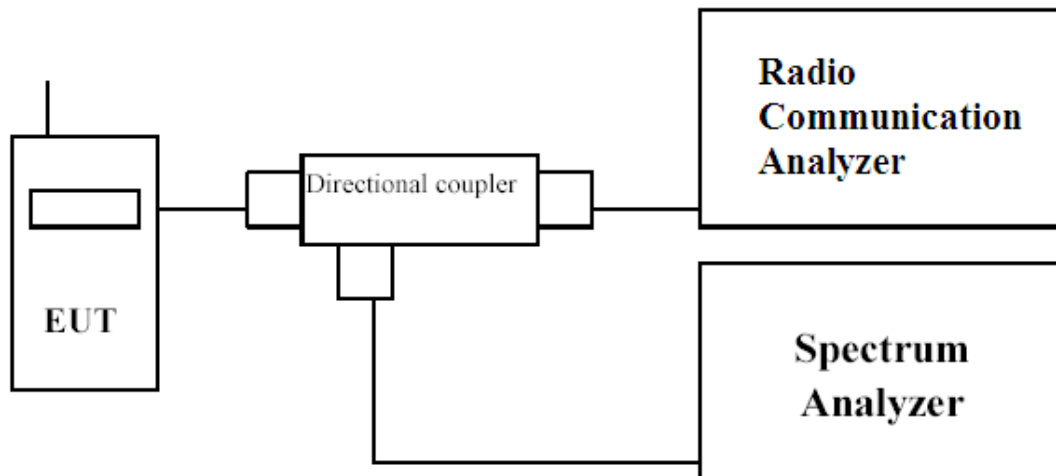 Radio
Communication
Analyzer
Directional coupler
EUT
Spectrum
Analyzer